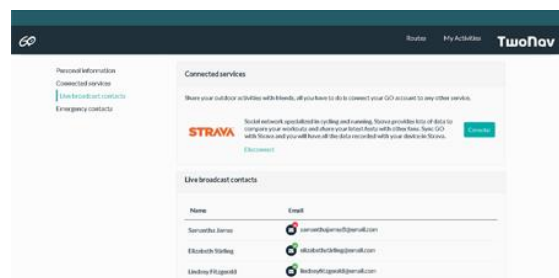 GO
Routes
My Activities
TwoNav
Personal information
Connected services
Live broadcast contacts
Emergency contacts
Connected services
Share your outdoor activities with friends, all you have to do is connect your GO account to any other service.
STRAVA
Social network specialized in cycling and running. Strava provides lots of data to
compare your workouts and share your latest feats with other fans. Sync GO
with Strava and you will have all the data recorded with your device in Strava.
Disconnect
Live broadcast contacts
Name
Email
Samantha James
Elizabeth Stirling
Lindsey Fitzgerald